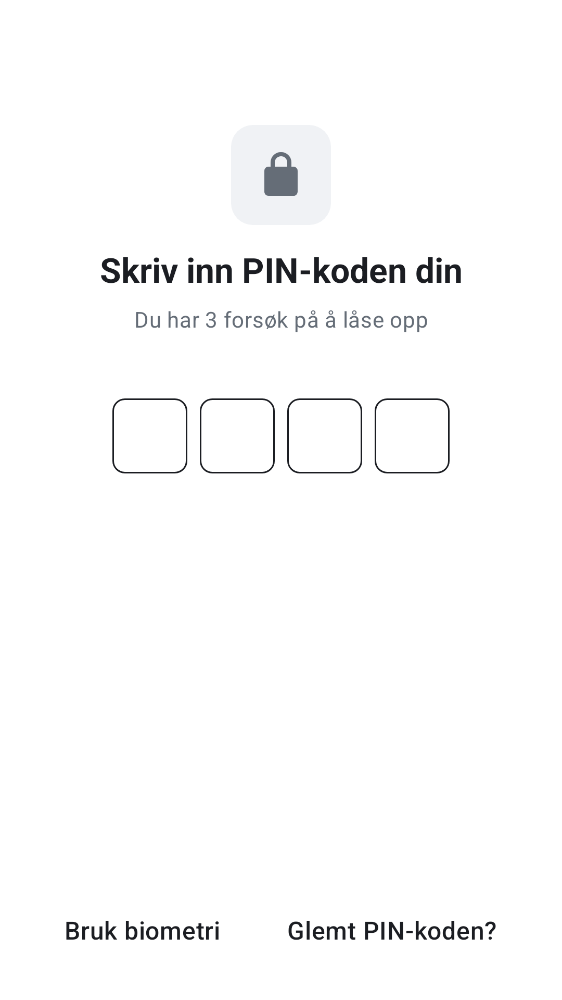 Skriv inn PIN-koden din
Du har 3 forsøk på å låse opp
Bruk biometri
Glemt PIN-koden?